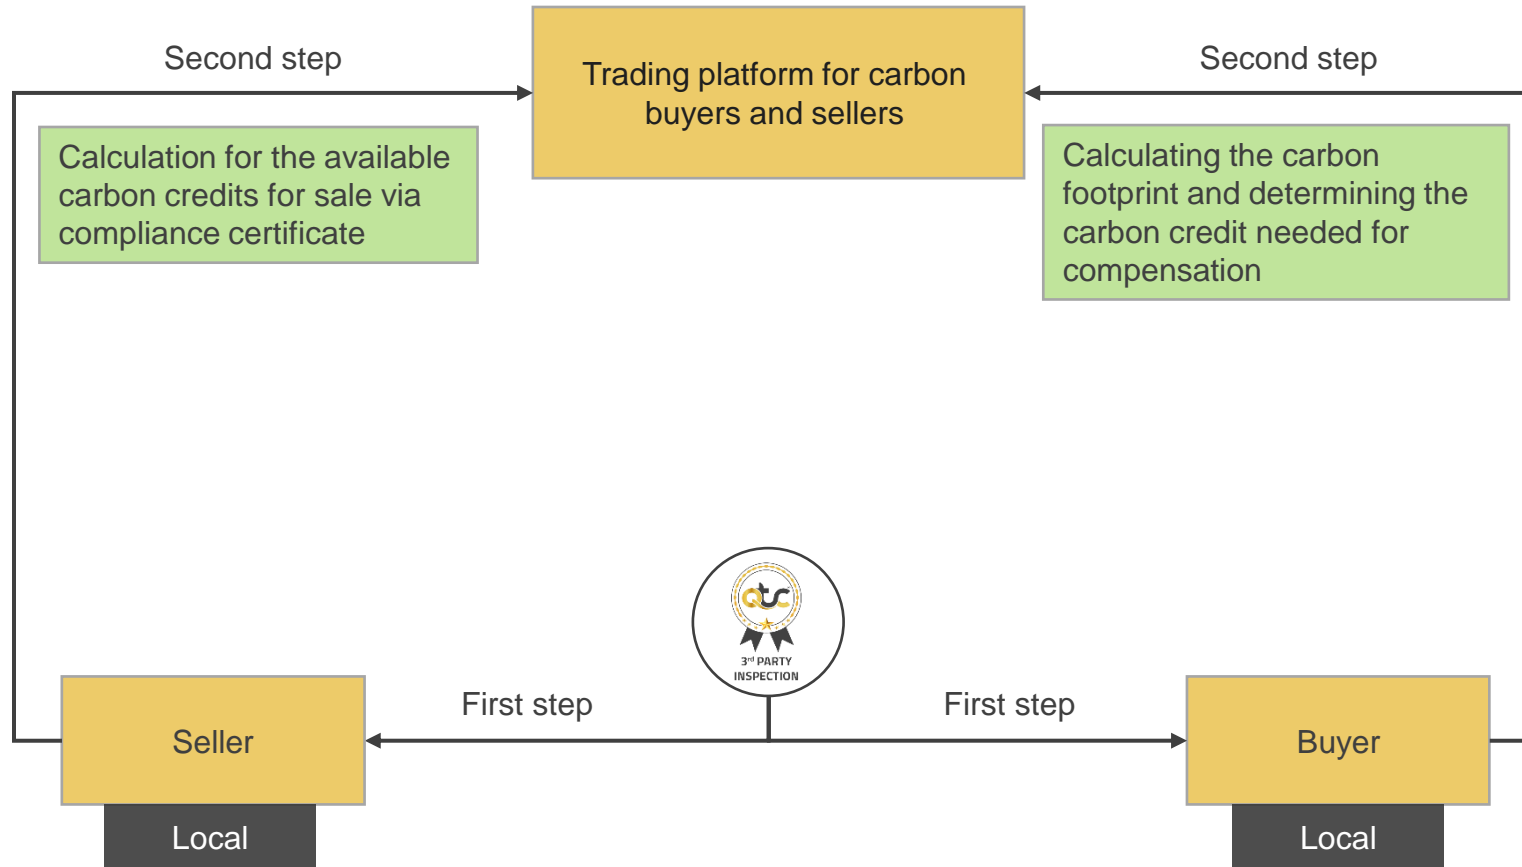 Second step
Trading platform for carbon
buyers and sellers
Second step
Calculation for the available
carbon credits for sale via
compliance certificate
Calculating the carbon
footprint and determining the
carbon credit needed for
compensation
qtc
3rd PARTY
INSPECTION
First step
First step
Seller
Buyer
Local
Local